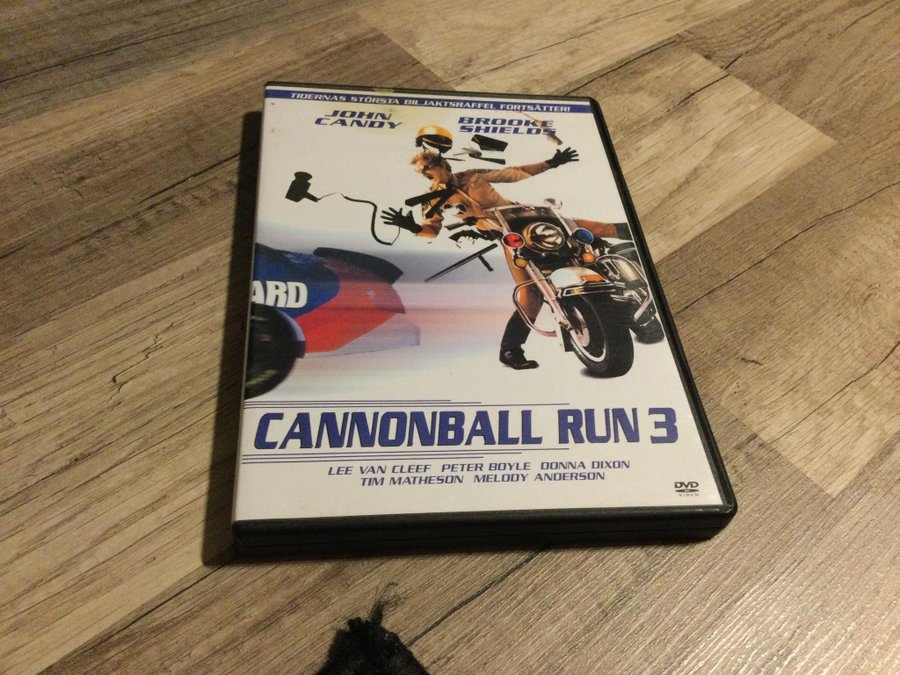 TIDERNAS STÖRSTA BILJAKTSRAFFEL FORTSÄTTER!
JOHN CANDY
BROOKE SHIELDS
ARD
CANNONBALL RUN 3
LEE VAN CLEEF PETER BOYLE DONNA DIXON
TIM MATHESON MELODY ANDERSON
DVD
VIDEO